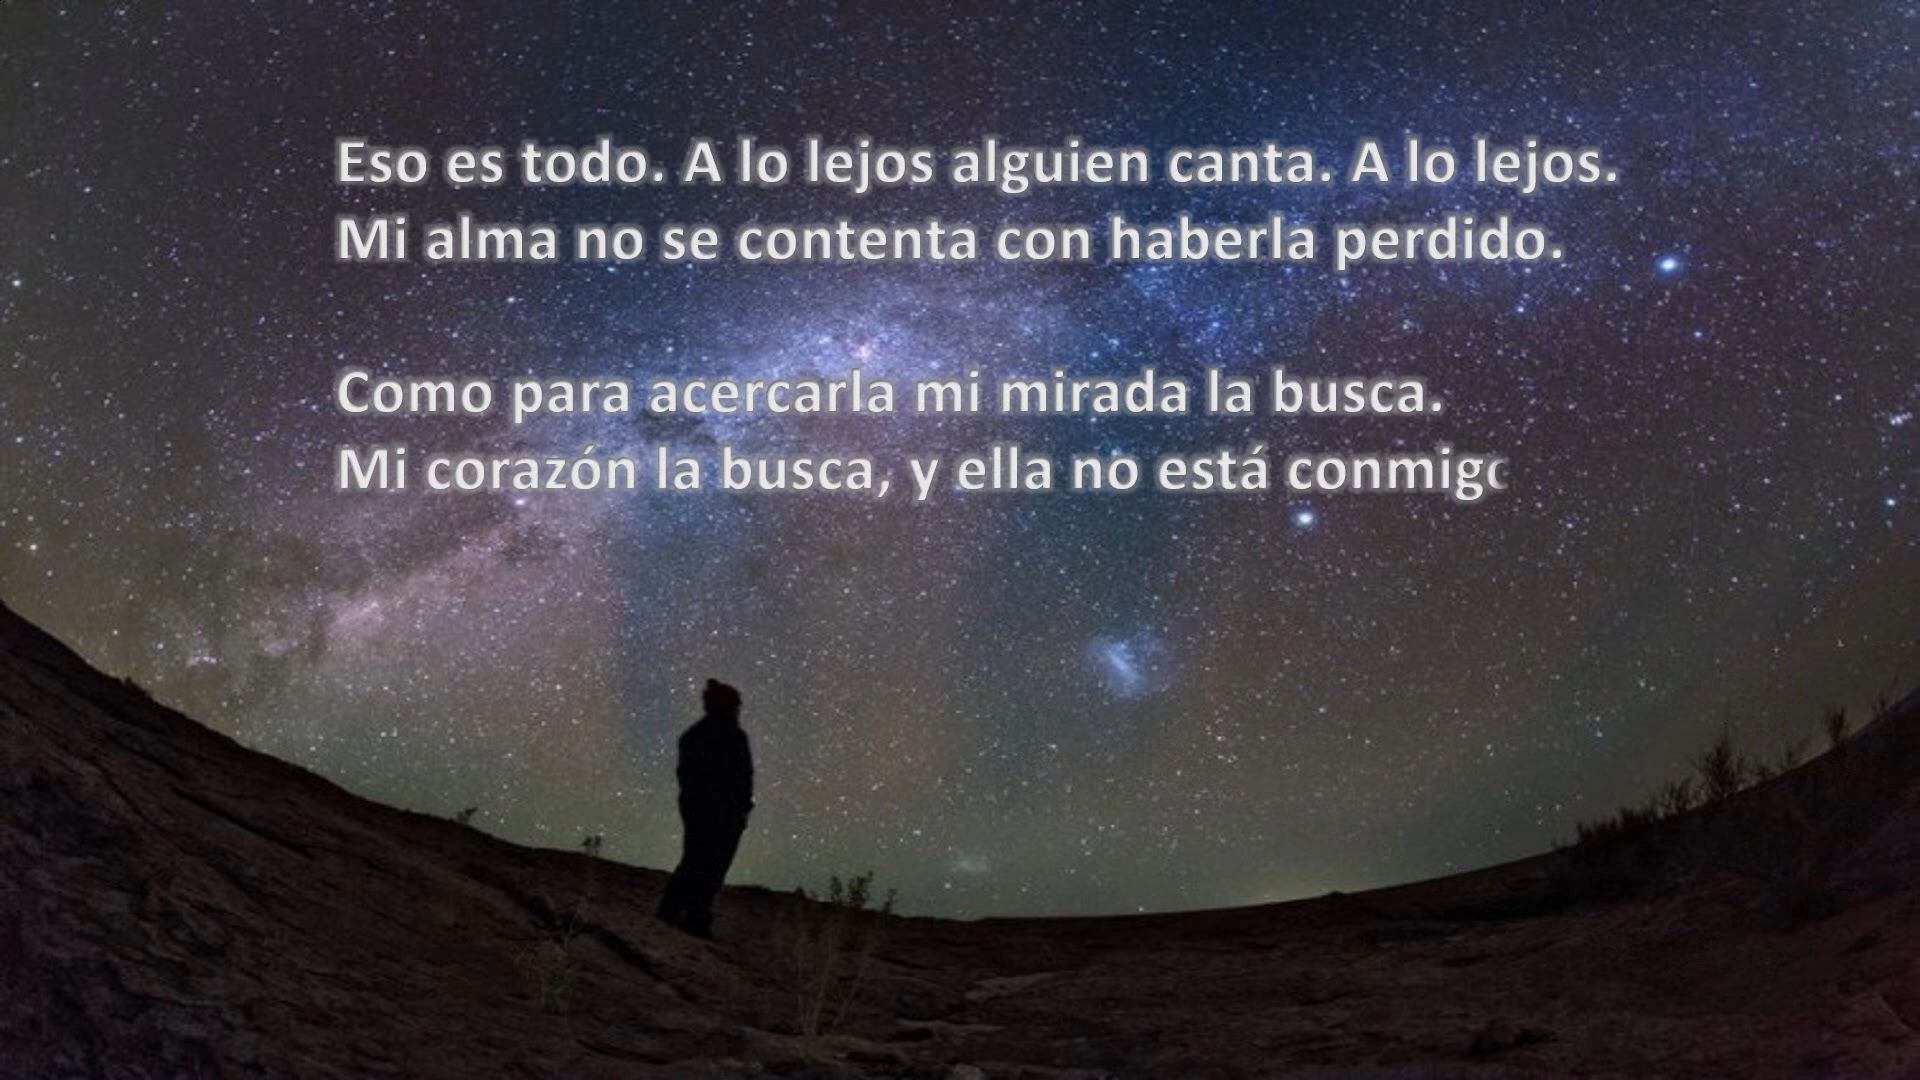 Eso es todo. A lo lejos alguien canta. A lo lejos.
Mi alma no se contenta con haberla perdido.
Como para acercarla mi mirada la busca.
Mi corazón la busca, y ella no está conmigo